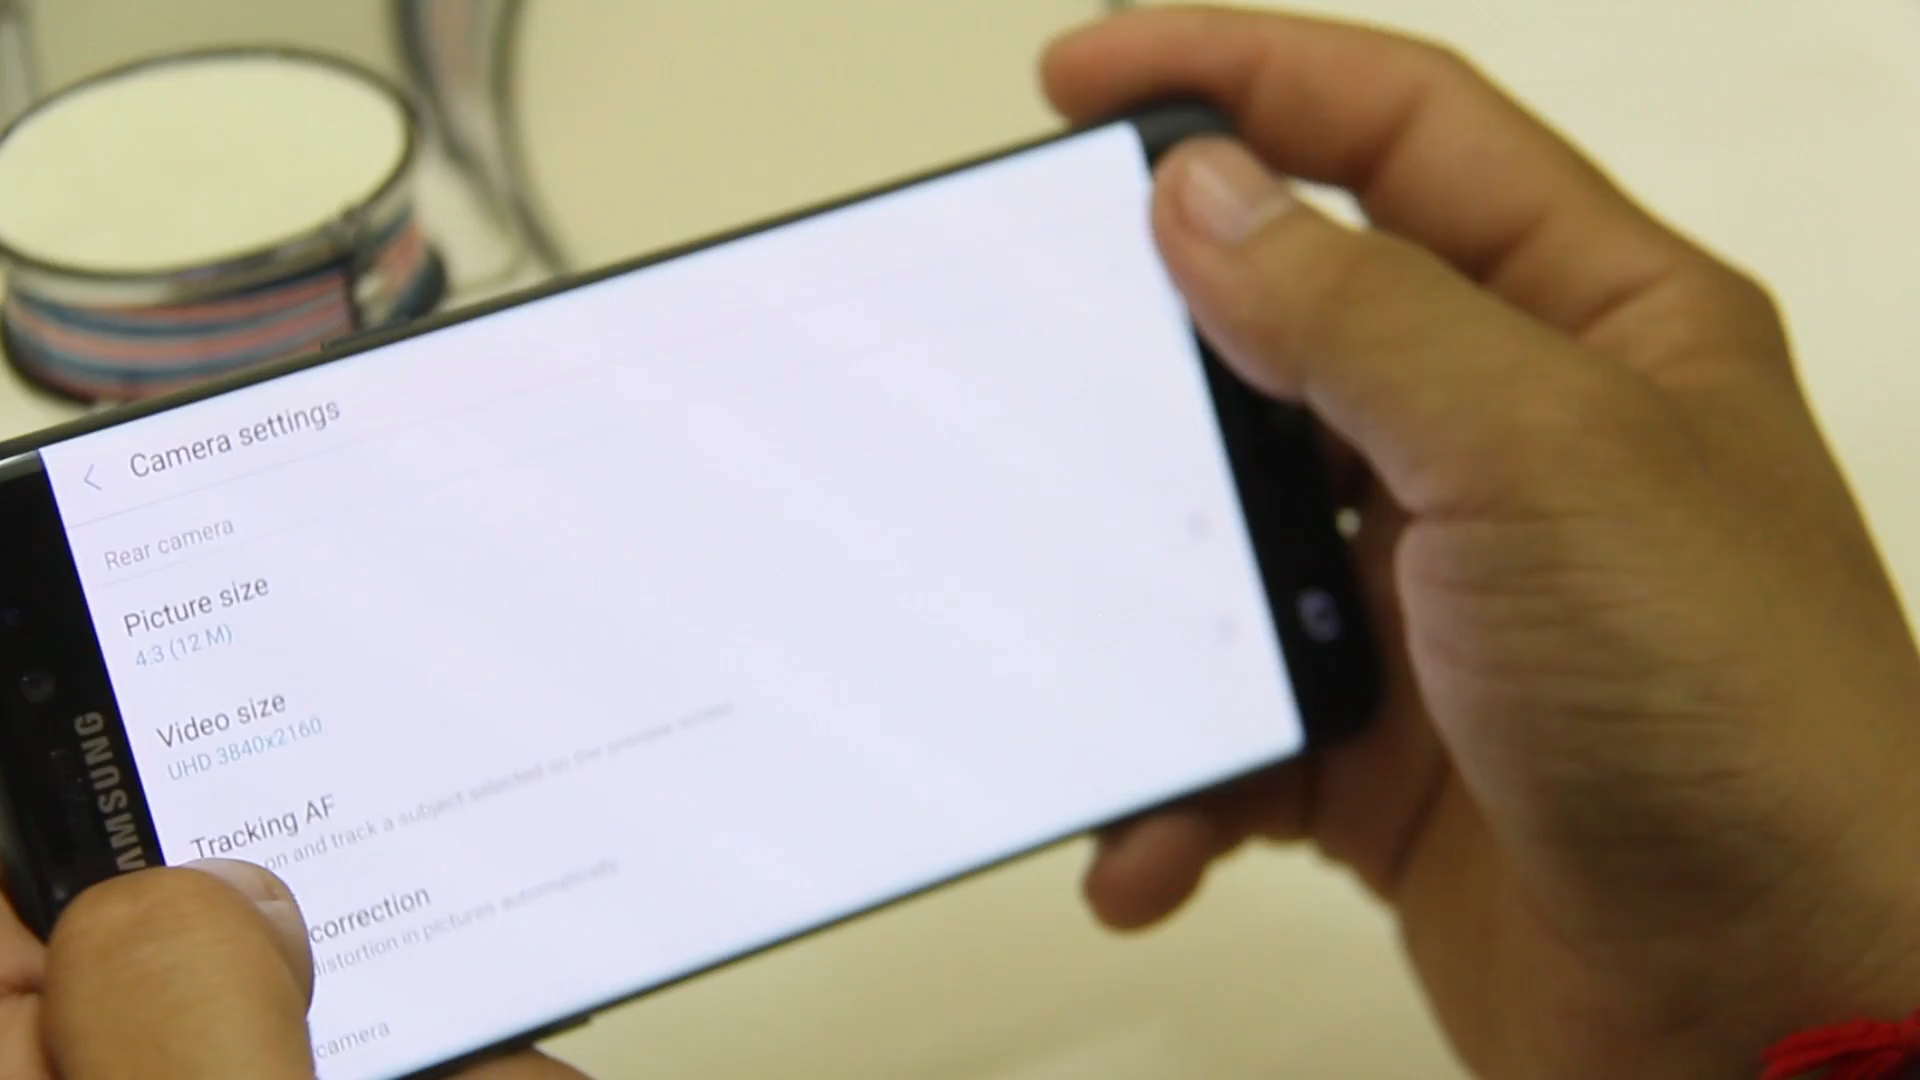 Camera settings
Rear camera
Picture size
4:3 (12 M)
Video size
UHD 3840x2160
Tracking AF
on and track a subject selected on the preview screen
correction
distortion in pictures automatically
camera
SAMSUNG